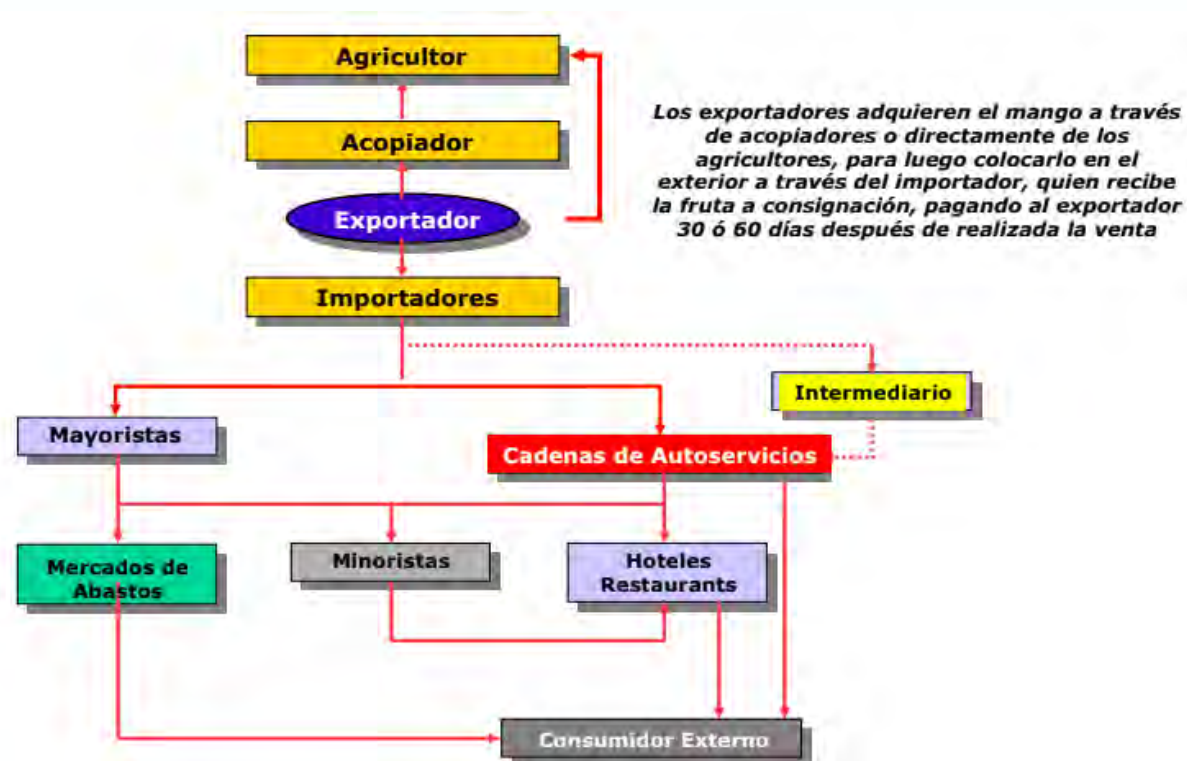 Agricultor
Acopiador
Exportador
Importadores
Los exportadores adquieren el mango a través
de acopiadores o directamente de los
agricultores, para luego colocarlo en el
exterior a través del importador, quien recibe
la fruta a consignación, pagando al exportador
30 ó 60 días después de realizada la venta
Intermediario
Mayoristas
Cadenas de Autoservicios
Mercados de
Abastos
Minoristas
Hoteles
Restaurants
Consumidor Externo